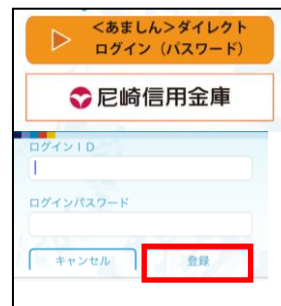 <あましん>ダイレクト
ログイン（パスワード）
尼崎信用金庫
ログインＩＤ
ログインパスワード
キャンセル
登録